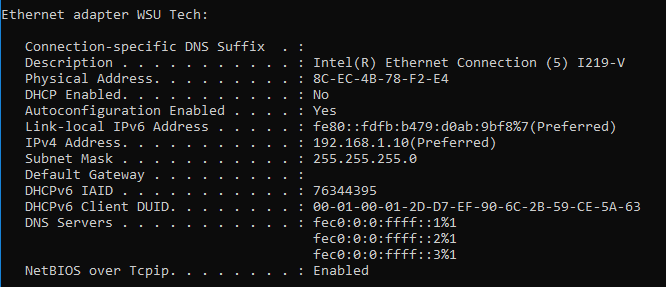 Ethernet adapter WSU Tech:
Connection-specific DNS Suffix . :
Description . . . . . . . . . . . : Intel(R) Ethernet Connection (5) I219-V
Physical Address. . . . . . . . . : 8C-EC-4B-78-F2-E4
DHCP Enabled. . . . . . . . . . . : No
Autoconfiguration Enabled . . . . : Yes
Link-local IPv6 Address . . . . . : fe80::fdfb:b479:d0ab:9bf8%7(Preferred)
IPv4 Address. . . . . . . . . . . : 192.168.1.10(Preferred)
Subnet Mask . . . . . . . . . . . : 255.255.255.0
Default Gateway . . . . . . . . . :
DHCPv6 IAID . . . . . . . . . . . : 76344395
DHCPv6 Client DUID. . . . . . . . : 00-01-00-01-2D-D7-EF-90-6C-2B-59-CE-5A-63
DNS Servers . . . . . . . . . . . : fec0:0:0:ffff::1%1
fec0:0:0:ffff::2%1
fec0:0:0:ffff::3%1
NetBIOS over Tcpip. . . . . . . . : Enabled